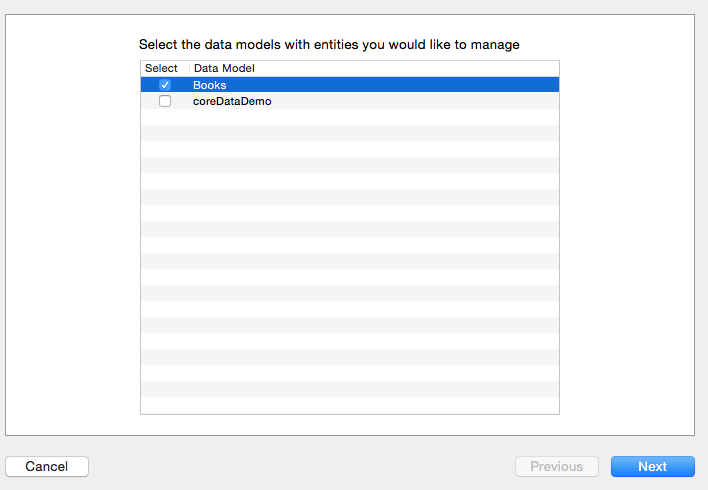 Select the data models with entities you would like to manage
Select Data Model
Books
coreDataDemo
Cancel Previous Next